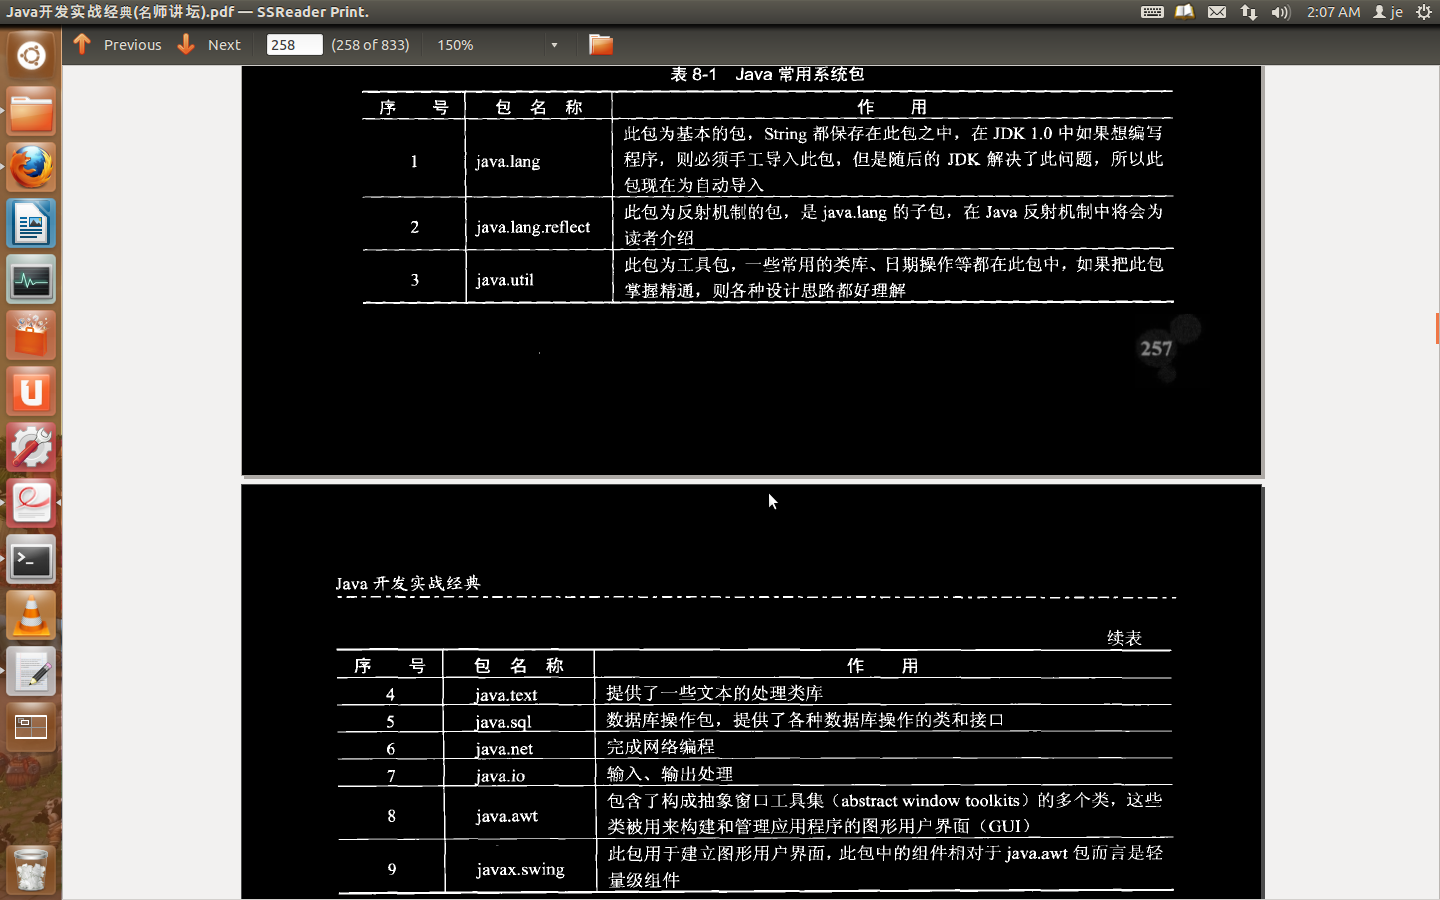 Java开发实战经典(名师讲坛).pdf — SSReader Print.
2:07 AM je
Previous Next 258 (258 of 833) 150%
表 8-1 Java 常用系统包
序 号 包 名 称 作 用
1 java.lang 此包为基本的包，String 都保存在此包之中，在 JDK 1.0 中如果想编写
程序，则必须手工导入此包，但是随后的 JDK 解决了此问题，所以此
包现在为自动导入
2 java.lang.reflect 此包为反射机制的包，是 java.lang 的子包，在 Java 反射机制中将会为
读者介绍
3 java.util 此包为工具包，一些常用的类库、日期操作等都在此包中，如果把此包
掌握精通，则各种设计思路都好理解
257
Java 开发实战经典
续表
序 号 包 名 称 作 用
4 java.text 提供了一些文本的处理类库
5 java.sql 数据库操作包，提供了各种数据库操作的类和接口
6 java.net 完成网络编程
7 java.io 输入、输出处理
8 java.awt 包含了构成抽象窗口工具集（abstract window toolkits）的多个类，这些
类被用来构建和管理应用程序的图形用户界面（GUI）
9 javax.swing 此包用于建立图形用户界面，此包中的组件相对于 java.awt 包而言是轻
量级组件